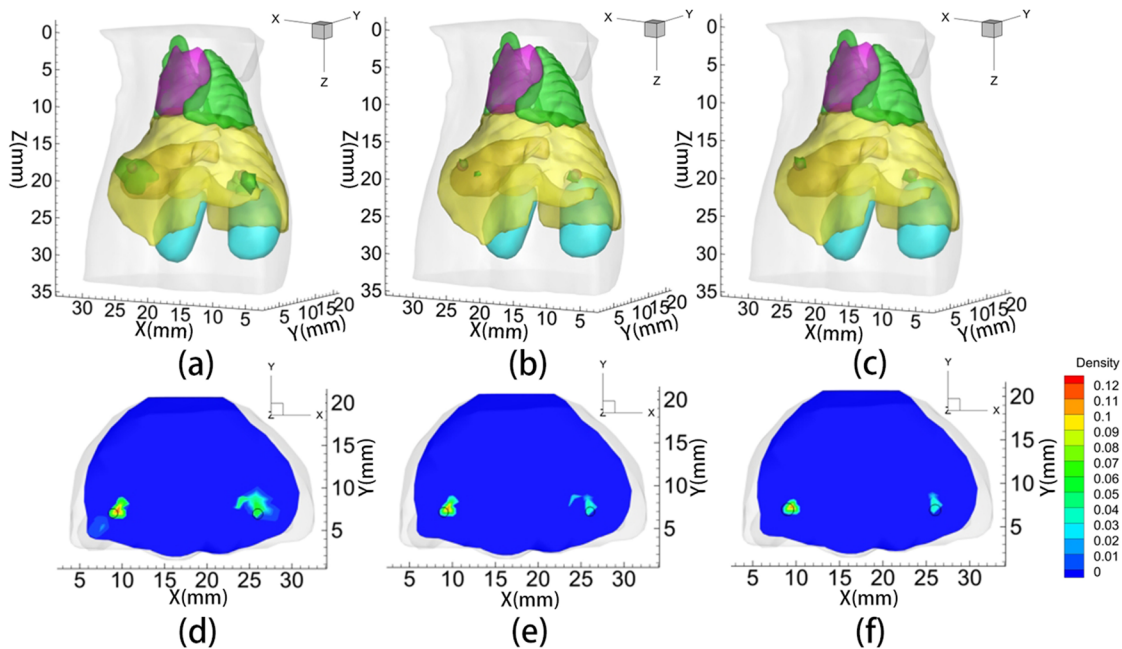 X Y Z
X Y Z
X Y Z
0 5 10 15 20 25 30 35
Z(mm)
30 25 20 15 10 5
X(mm)
5 10 15 20
Y(mm)
0 5 10 15 20 25 30 35
Z(mm)
30 25 20 15 10 5
X(mm)
5 10 15 20
Y(mm)
0 5 10 15 20 25 30 35
Z(mm)
30 25 20 15 10 5
X(mm)
5 10 15 20
Y(mm)
(a) (b) (c)
Y Z X
20 15 10 5
Y(mm)
5 10 15 20 25 30
X(mm)
Y Z X
20 15 10 5
Y(mm)
5 10 15 20 25 30
X(mm)
Y Z X
20 15 10 5
Y(mm)
5 10 15 20 25 30
X(mm)
Density
0.12
0.11
0.1
0.09
0.08
0.07
0.06
0.05
0.04
0.03
0.02
0.01
0
(d) (e) (f)